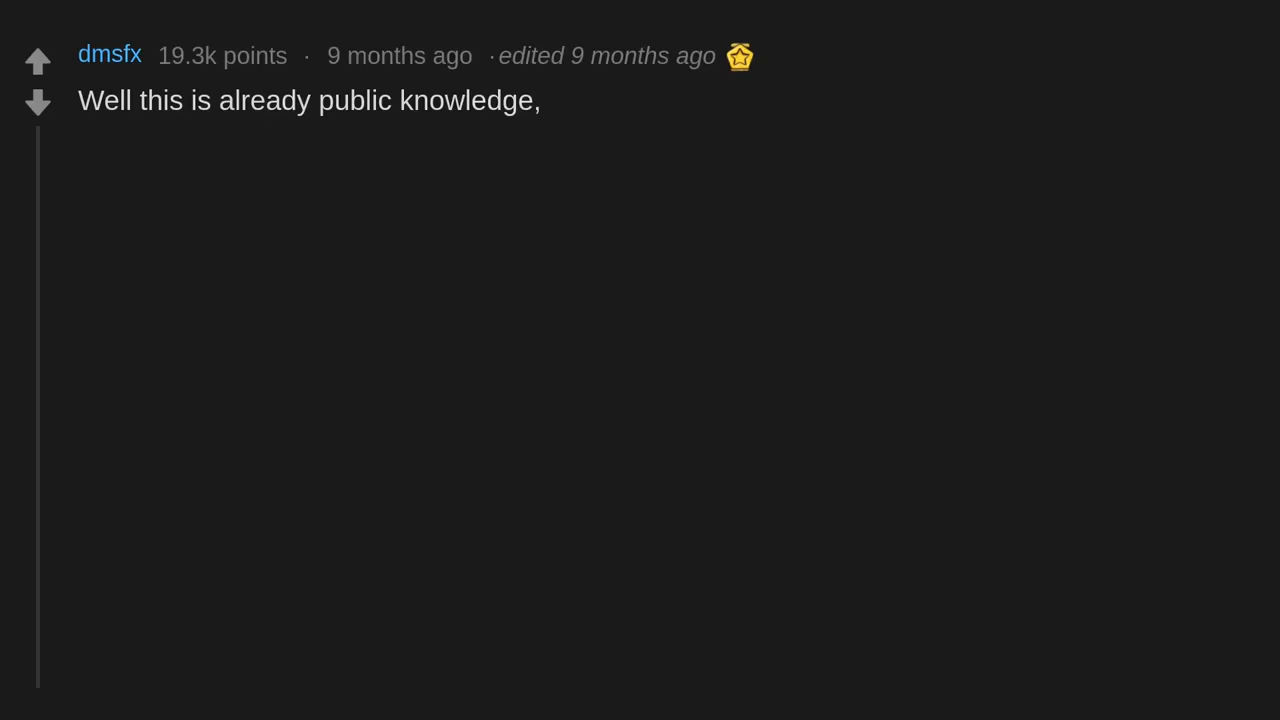 dmsfx 19.3k points · 9 months ago · edited 9 months ago
Well this is already public knowledge,